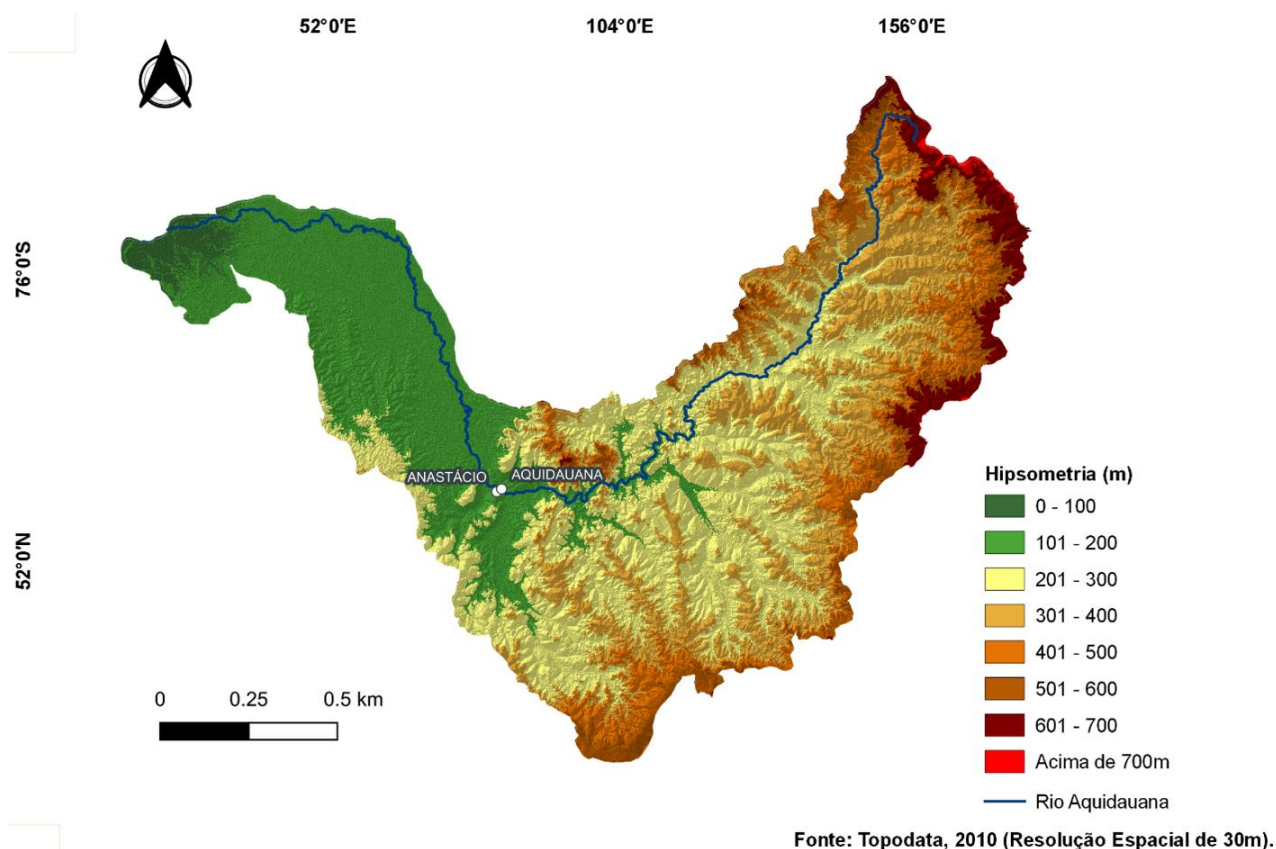 52°0′E 104°0′E 156°0′E
76°0′S
52°0′N
ANASTÁCIO AQUIDAUANA
0 0.25 0.5 km
Hipsometria (m)
0 - 100
101 - 200
201 - 300
301 - 400
401 - 500
501 - 600
601 - 700
Acima de 700m
Rio Aquidauana
Fonte: Topodata, 2010 (Resolução Espacial de 30m).